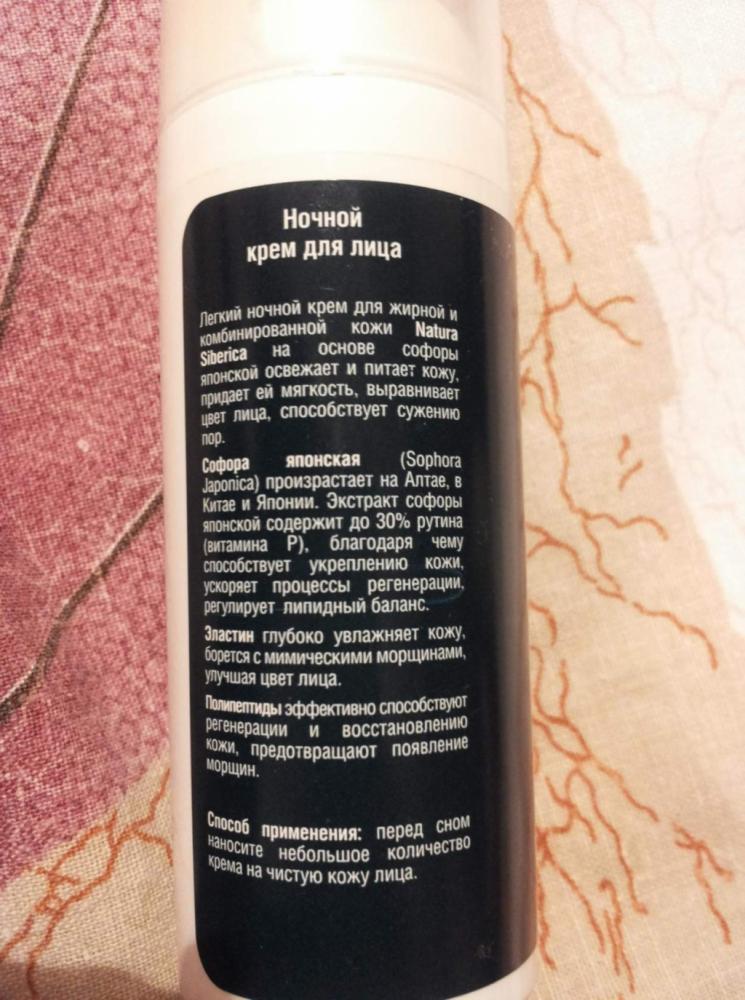 Ночной
крем для лица
Легкий ночной крем для жирной и
комбинированной кожи Natura
Siberica на основе софоры
японской освежает и питает кожу,
придает ей мягкость, выравнивает
цвет лица, способствует сужению
пор.
Софора японская (Sophora
Japonica) произрастает на Алтае, в
Китае и Японии. Экстракт софоры
японской содержит до 30% рутина
(витамина Р), благодаря чему
способствует укреплению кожи,
ускоряет процессы регенерации,
регулирует липидный баланс.
Эластин глубоко увлажняет кожу,
борется с мимическими морщинами,
улучшая цвет лица.
Полипептиды эффективно способствуют
регенерации и восстановлению
кожи, предотвращают появление
морщин.
Способ применения: перед сном
наносите небольшое количество
крема на чистую кожу лица.